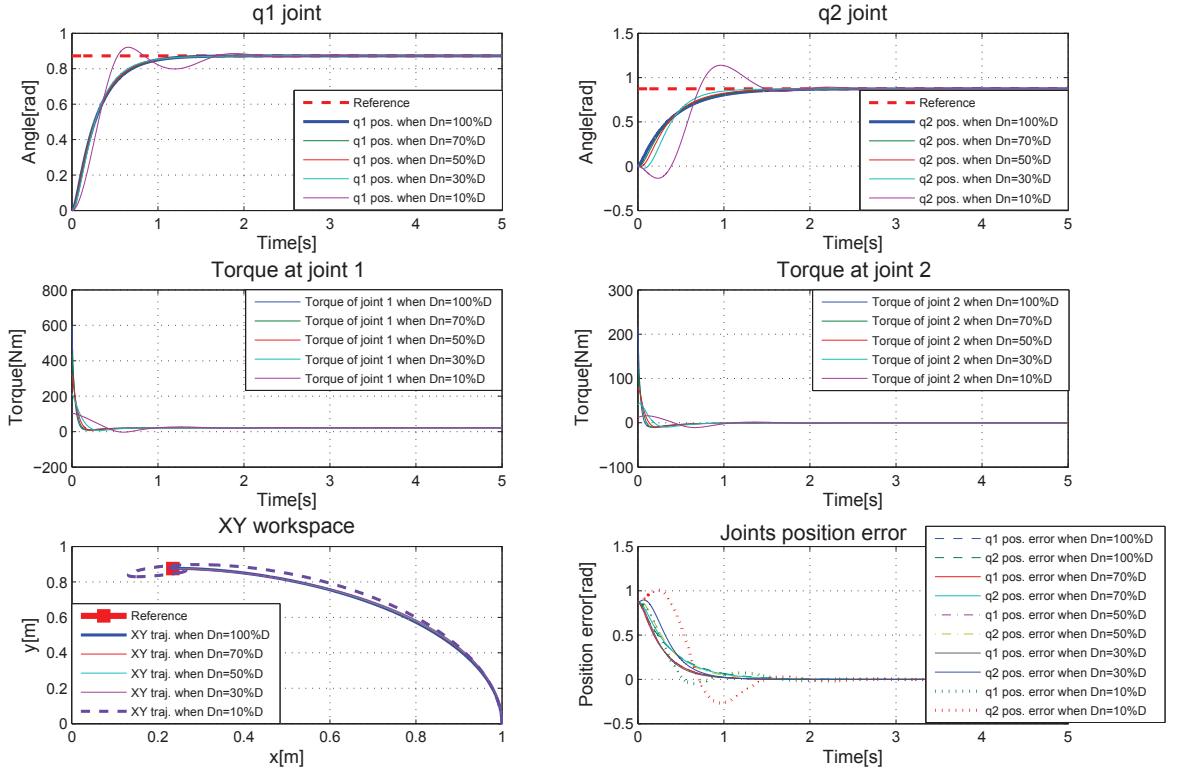 q1 joint
1
0.8
0.6
0.4
0.2
0
Angle[rad]
Reference
q1 pos. when Dn=100%D
q1 pos. when Dn=70%D
q1 pos. when Dn=50%D
q1 pos. when Dn=30%D
q1 pos. when Dn=10%D
0 1 2 3 4 5
Time[s]
q2 joint
1.5
1
0.5
0
−0.5
Angle[rad]
Reference
q2 pos. when Dn=100%D
q2 pos. when Dn=70%D
q2 pos. when Dn=50%D
q2 pos. when Dn=30%D
q2 pos. when Dn=10%D
0 1 2 3 4 5
Time[s]
Torque at joint 1
800
600
400
200
0
−200
Torque[Nm]
Torque of joint 1 when Dn=100%D
Torque of joint 1 when Dn=70%D
Torque of joint 1 when Dn=50%D
Torque of joint 1 when Dn=30%D
Torque of joint 1 when Dn=10%D
0 1 2 3 4 5
Time[s]
Torque at joint 2
300
200
100
0
−100
Torque[Nm]
Torque of joint 2 when Dn=100%D
Torque of joint 2 when Dn=70%D
Torque of joint 2 when Dn=50%D
Torque of joint 2 when Dn=30%D
Torque of joint 2 when Dn=10%D
0 1 2 3 4 5
Time[s]
XY workspace
1
0.8
0.6
0.4
0.2
0
y[m]
Reference
XY traj. when Dn=100%D
XY traj. when Dn=70%D
XY traj. when Dn=50%D
XY traj. when Dn=30%D
XY traj. when Dn=10%D
0 0.2 0.4 0.6 0.8 1
x[m]
Joints position error
1.5
1
0.5
0
−0.5
Position error[rad]
q1 pos. error when Dn=100%D
q2 pos. error when Dn=100%D
q1 pos. error when Dn=70%D
q2 pos. error when Dn=70%D
q1 pos. error when Dn=50%D
q2 pos. error when Dn=50%D
q1 pos. error when Dn=30%D
q2 pos. error when Dn=30%D
q1 pos. error when Dn=10%D
q2 pos. error when Dn=10%D
0 1 2 3 4 5
Time[s]